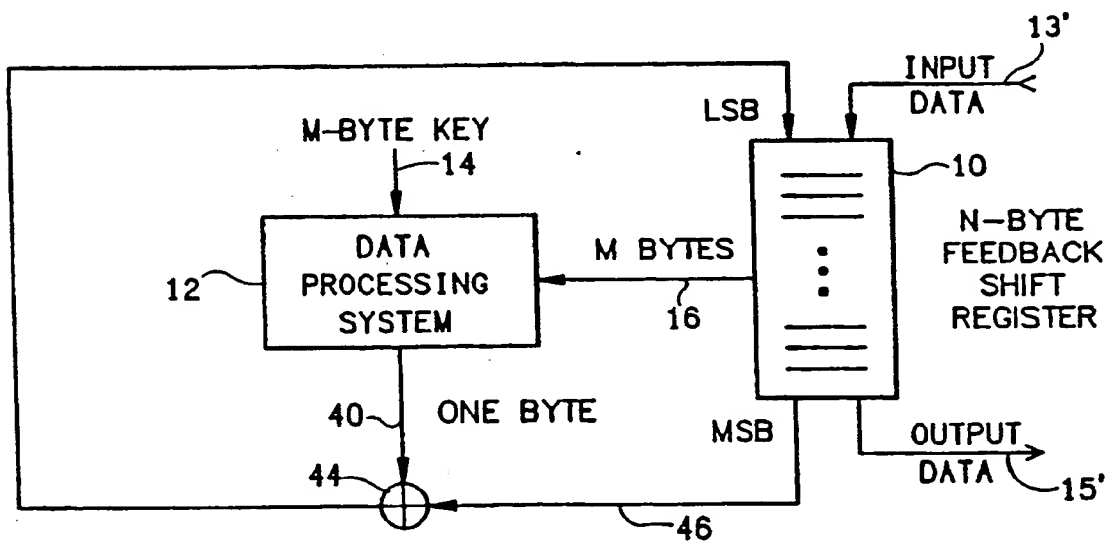 13'
INPUT
DATA
LSB
M-BYTE KEY
14
10
DATA
PROCESSING
SYSTEM
12
M BYTES
16
N-BYTE
FEEDBACK
SHIFT
REGISTER
40
ONE BYTE
MSB
OUTPUT
DATA
15'
44
46